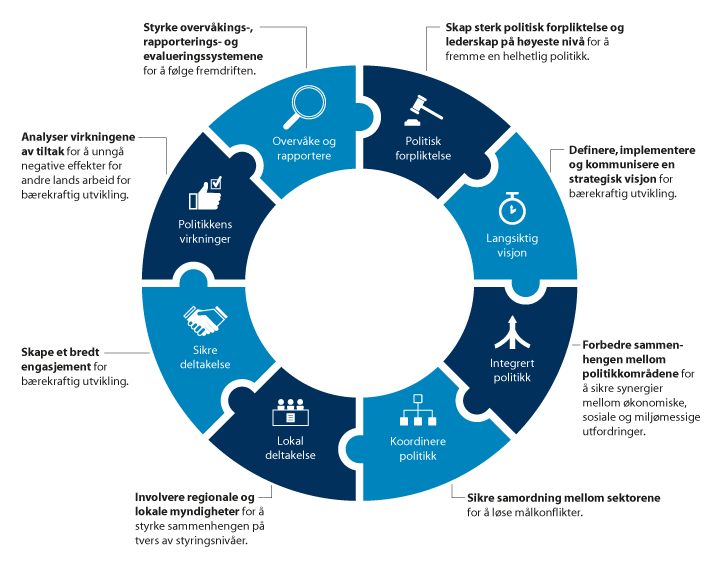 Skap sterk politisk forpliktelse og
lederskap på høyeste nivå for å
fremme en helhetlig politikk.
Politisk
forpliktelse
Definere, implementere
og kommunisere en
strategisk visjon for
bærekraftig utvikling.
Langsiktig
visjon
Forbedre sammen-
hengen mellom
politikkområdene for
å sikre synergier
mellom økonomiske,
sosiale og miljømessige
utfordringer.
Integrert
politikk
Sikre samordning mellom sektorene
for å løse målkonflikter.
Koordinere
politikk
Involvere regionale og
lokale myndigheter for å
styrke sammenhengen på
tvers av styringsnivåer.
Lokal
deltakelse
Skape et bredt
engasjement for
bærekraftig utvikling.
Sikre
deltakelse
Analyser virkningene
av tiltak for å unngå
negative effekter for
andre lands arbeid for
bærekraftig utvikling.
Politikkens
virkninger
Styrke overvåkings-,
rapporterings- og
evalueringssystemene
for å følge fremdriften.
Overvåke og
rapportere